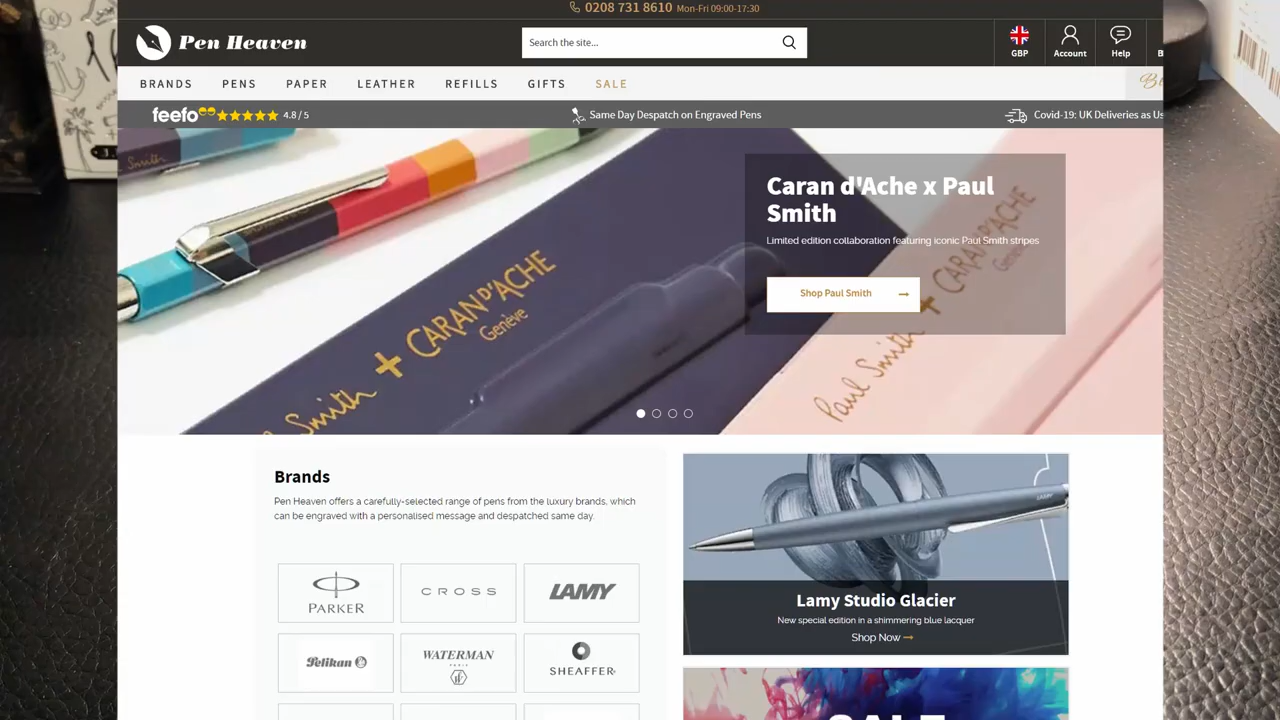 0208 731 8610 Mon-Fri 09:00-17:30
Pen Heaven
Search the site...
GBP
Account
Help
BRANDS PENS PAPER LEATHER REFILLS GIFTS SALE
feefo 4.8 / 5
Same Day Despatch on Engraved Pens
Covid-19: UK Deliveries as Us
Smith
Caran d'Ache x Paul
Smith
Limited edition collaboration featuring iconic Paul Smith stripes
Shop Paul Smith
Smith + CARAN D'ACHE
Genève
Paul Smith + CARAN D'ACHE
Brands
Pen Heaven offers a carefully-selected range of pens from the luxury brands, which
can be engraved with a personalised message and despatched same day.
PARKER
CROSS
LAMY
Pelikan
WATERMAN
PARIS
SHEAFFER
LAMY
Lamy Studio Glacier
New special edition in a shimmering blue lacquer
Shop Now
SALE